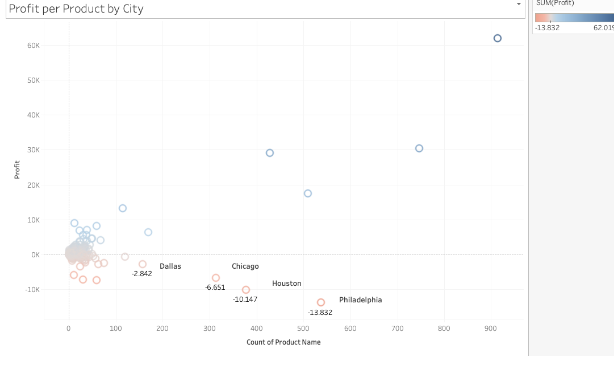 Profit per Product by City
SUM(Profit)
-13.832 62.019
60K
50K
40K
30K
20K
10K
0K
-10K
Profit
Dallas
-2.842
Chicago
-6.651
Houston
-10.147
Philadelphia
-13.832
0 100 200 300 400 500 600 700 800 900
Count of Product Name